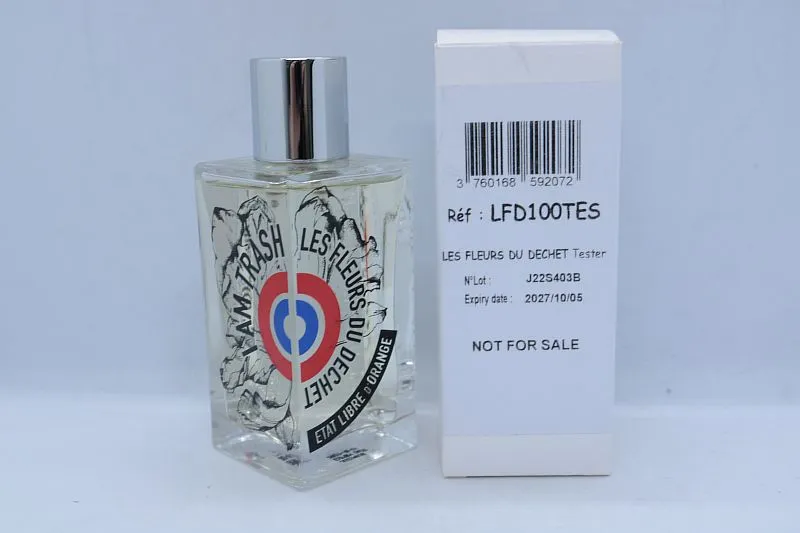 I AM TRASH
LES FLEURS DU DECHET
ETAT LIBRE D'ORANGE
3 760168 592072
Réf : LFD100TES
LES FLEURS DU DECHET Tester
N°Lot : J22S403B
Expiry date : 2027/10/05
NOT FOR SALE